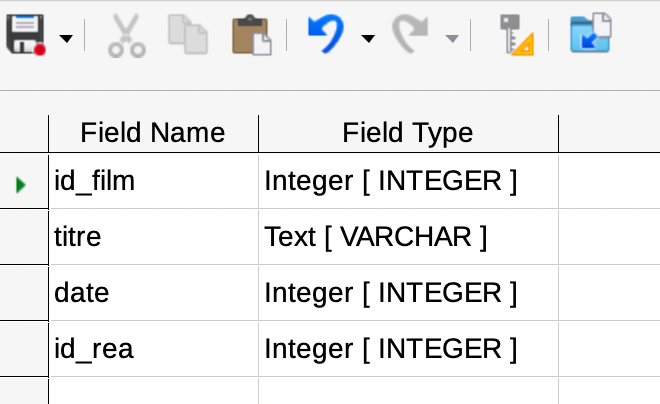 Field Name Field Type
id_film Integer [ INTEGER ]
titre Text [ VARCHAR ]
date Integer [ INTEGER ]
id_rea Integer [ INTEGER ]